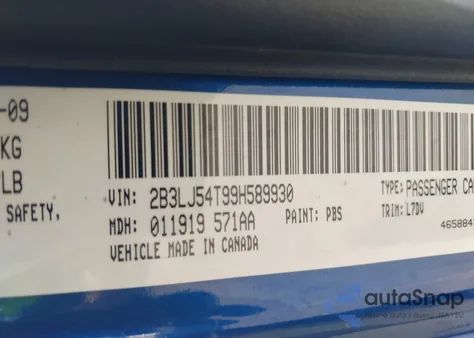 -09
KG
LB
SAFETY,
VIN: 2B3LJ54T99H589930
TYPE: PASSENGER CA
MDH: 011919 571AA
PAINT: PBS
TRIM: L7DV
VEHICLE MADE IN CANADA
46588
autoSnap